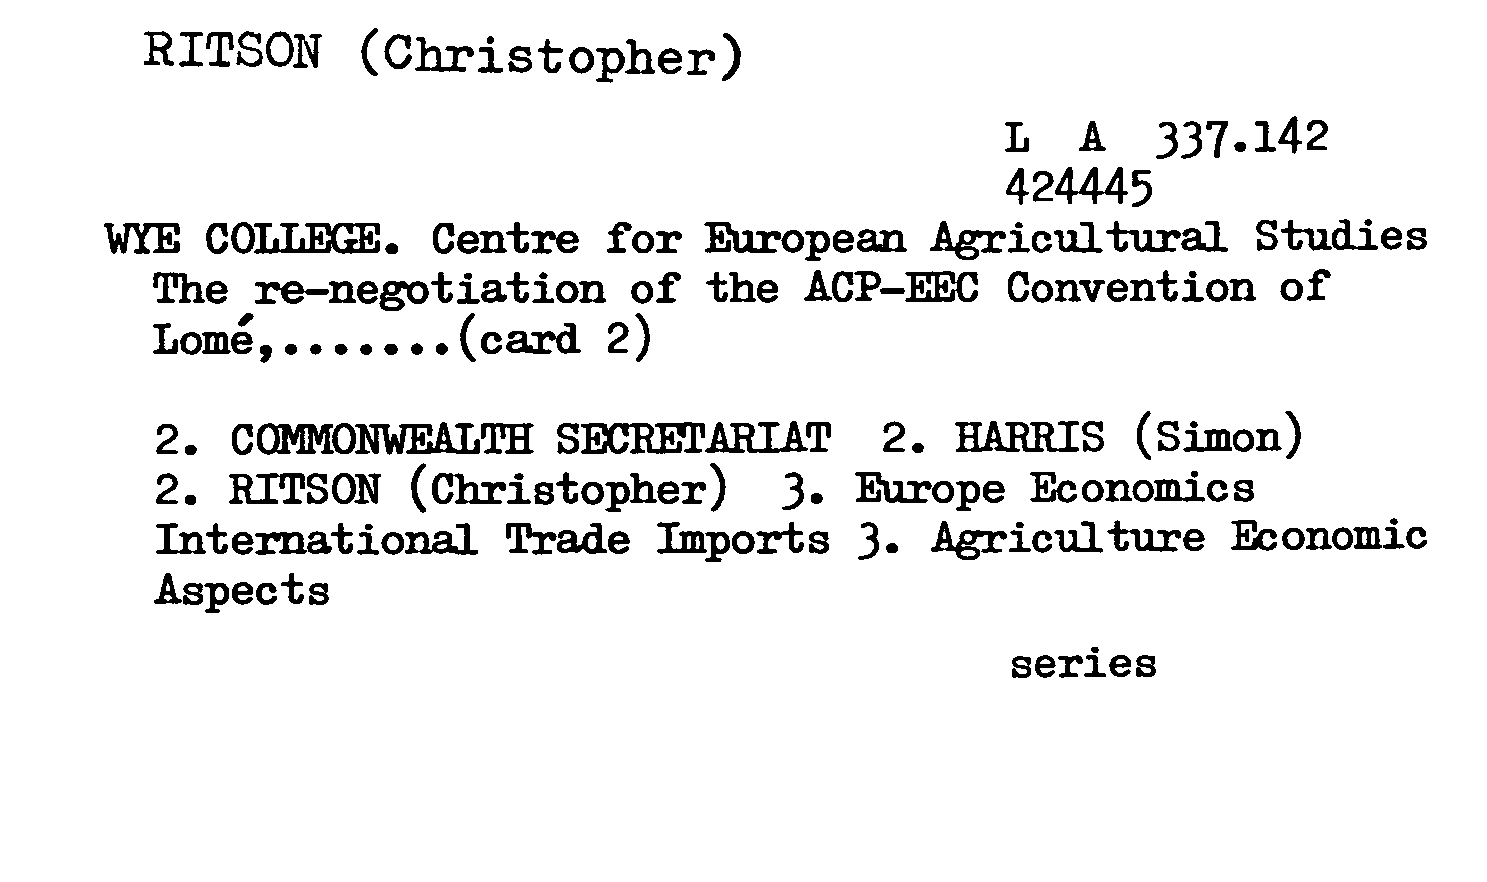 RITSON (Christopher)
L A 337.142
424445
WYE COLLEGE. Centre for European Agricultural Studies
The re-negotiation of the ACP-EEC Convention of
Lomé,.......(card 2)
2. COMMONWEALTH SECRETARIAT 2. HARRIS (Simon)
2. RITSON (Christopher) 3. Europe Economics
International Trade Imports 3. Agriculture Economic
Aspects
series